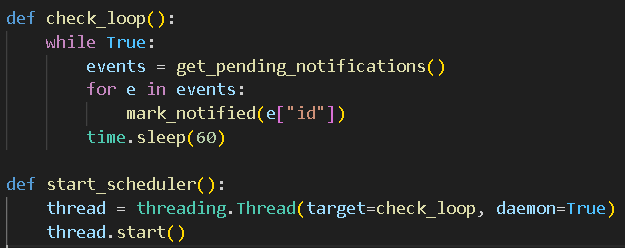 def check_loop():
    while True:
        events = get_pending_notifications()
        for e in events:
            mark_notified(e["id"])
        time.sleep(60)

def start_scheduler():
    thread = threading.Thread(target=check_loop, daemon=True)
    thread.start()